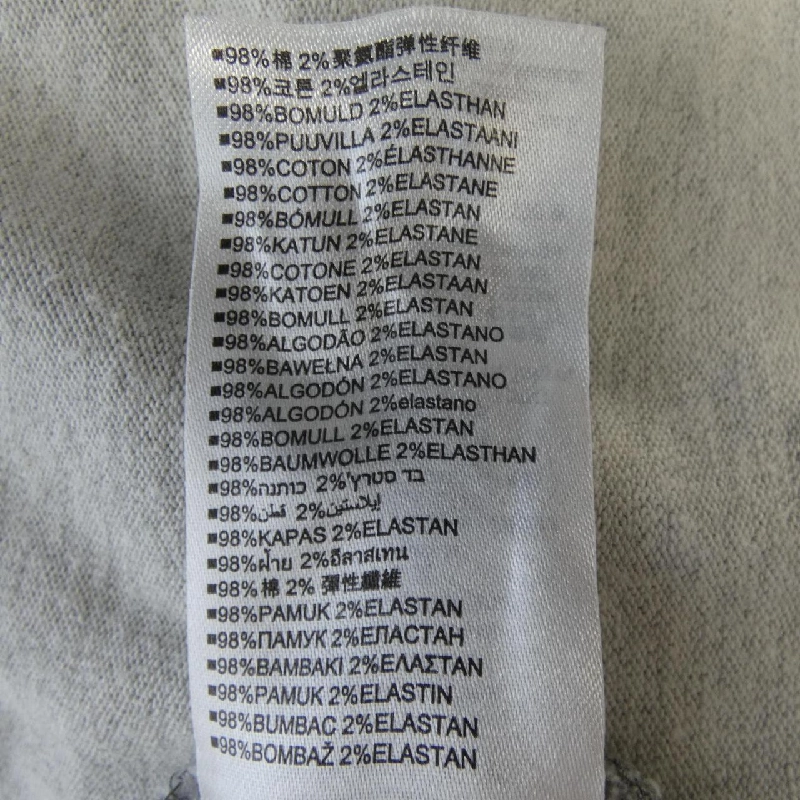 ■98%棉 2%聚氨酯弹性纤维
■98%코튼 2%엘라스테인
■98%BOMULD 2%ELASTHAN
■98%PUUVILLA 2%ELASTAANI
■98%COTON 2%ÉLASTHANNE
■98%COTTON 2%ELASTANE
■98%BÓMULL 2%ELASTAN
■98%KATUN 2%ELASTANE
■98%COTONE 2%ELASTAN
■98%KATOEN 2%ELASTAAN
■98%BOMULL 2%ELASTAN
■98%ALGODÃO 2%ELASTANO
■98%BAWEŁNA 2%ELASTAN
■98%ALGODÓN 2%ELASTANO
■98%ALGODÓN 2%elastano
■98%BOMULL 2%ELASTAN
■98%BAUMWOLLE 2%ELASTHAN
■98%כותנה 2%בד סטרץ'
■98%قطن 2%إيلاستين
■98%KAPAS 2%ELASTAN
■98%ฝ้าย 2%อีลาสเทน
■98%棉 2% 彈性纖維
■98%PAMUK 2%ELASTAN
■98%ПАМУК 2%ЕЛАСТАН
■98%BAMBAKI 2%ΕΛΑΣΤΑΝ
■98%PAMUK 2%ELASTIN
■98%BUMBAC 2%ELASTAN
■98%BOMBAŽ 2%ELASTAN